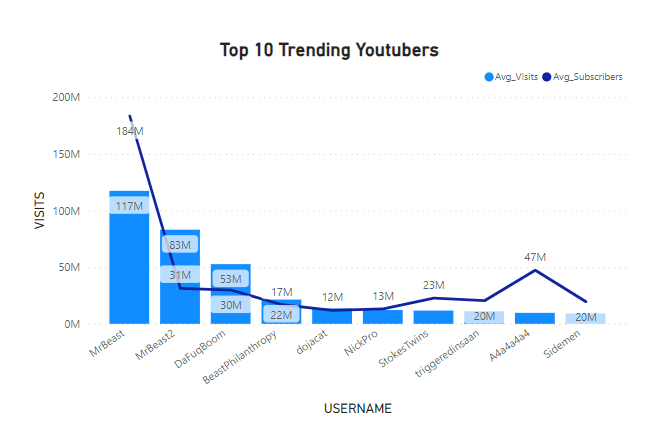 Top 10 Trending Youtubers
Avg_Visits Avg_Subscribers
200M
150M
100M
50M
0M
VISITS
184M
117M
83M
31M
53M
30M
17M
22M
12M
13M
23M
20M
47M
20M
MrBeast
MrBeast2
DaFuqBoom
BeastPhilanthropy
dojacat
NickPro
StokesTwins
triggeredinsaan
A4a4a4a4
Sidemen
USERNAME